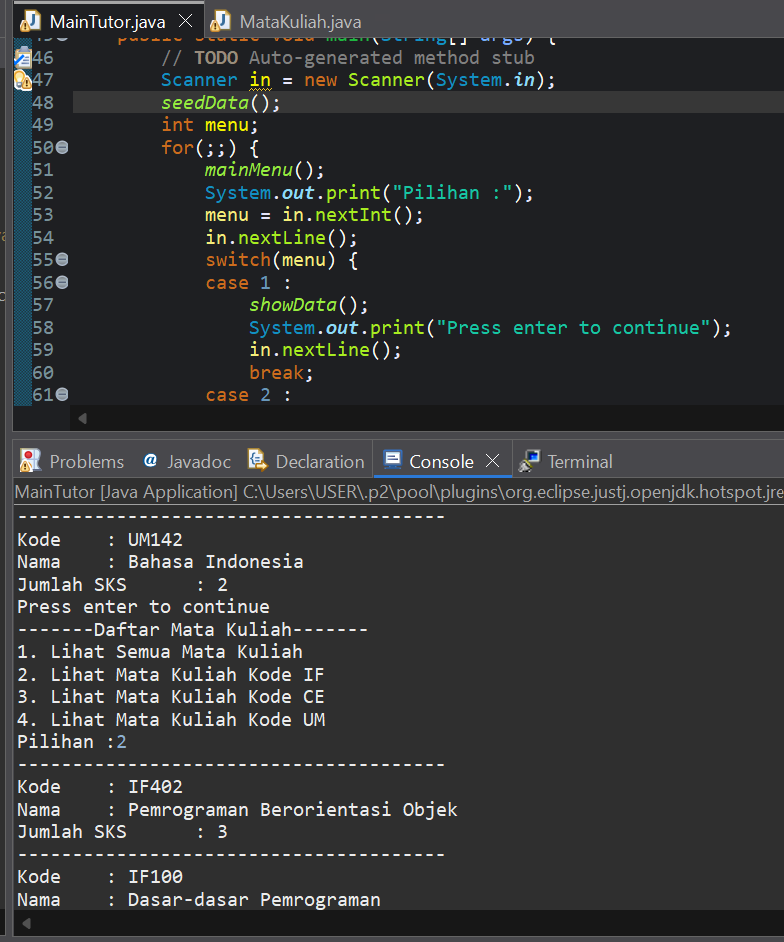 MainTutor.java
MataKuliah.java
45 public static void main(String[] args) {
46 // TODO Auto-generated method stub
47 Scanner in = new Scanner(System.in);
48 seedData();
49 int menu;
50 for(;;) {
51 mainMenu();
52 System.out.print("Pilihan :");
53 menu = in.nextInt();
54 in.nextLine();
55 switch(menu) {
56 case 1 :
57 showData();
58 System.out.print("Press enter to continue");
59 in.nextLine();
60 break;
61 case 2 :
Problems @ Javadoc Declaration Console Terminal
MainTutor [Java Application] C:\Users\USER\.p2\pool\plugins\org.eclipse.justj.openjdk.hotspot.jre
---------------------------------------
Kode : UM142
Nama : Bahasa Indonesia
Jumlah SKS : 2
Press enter to continue
-------Daftar Mata Kuliah-------
1. Lihat Semua Mata Kuliah
2. Lihat Mata Kuliah Kode IF
3. Lihat Mata Kuliah Kode CE
4. Lihat Mata Kuliah Kode UM
Pilihan :2
---------------------------------------
Kode : IF402
Nama : Pemrograman Berorientasi Objek
Jumlah SKS : 3
---------------------------------------
Kode : IF100
Nama : Dasar-dasar Pemrograman